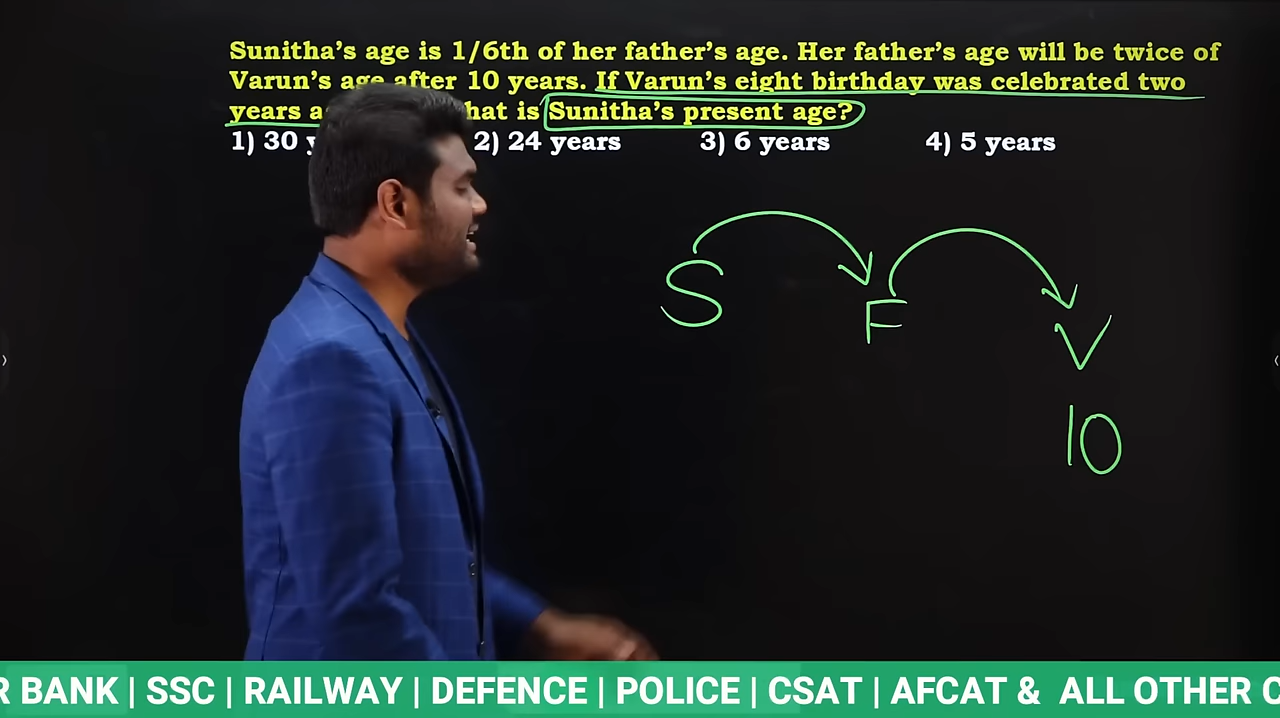 Sunitha's age is 1/6th of her father's age. Her father's age will be twice of
Varun's age after 10 years. If Varun's eight birthday was celebrated two
years is Sunitha's present age?
1) 30 2) 24 years 3) 6 years 4) 5 years
S F V
10
BANK | SSC | RAILWAY | DEFENCE | POLICE | CSAT | AFCAT & ALL OTHER